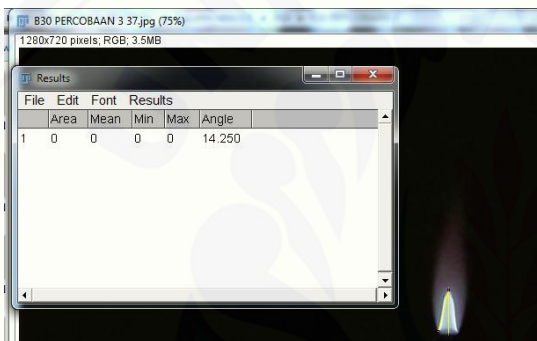 B30 PERCOBAAN 3 37.jpg (75%)
1280x720 pixels; RGB; 3.5MB
Results
File Edit Font Results
Area Mean Min Max Angle
1 0 0 0 0 14.250